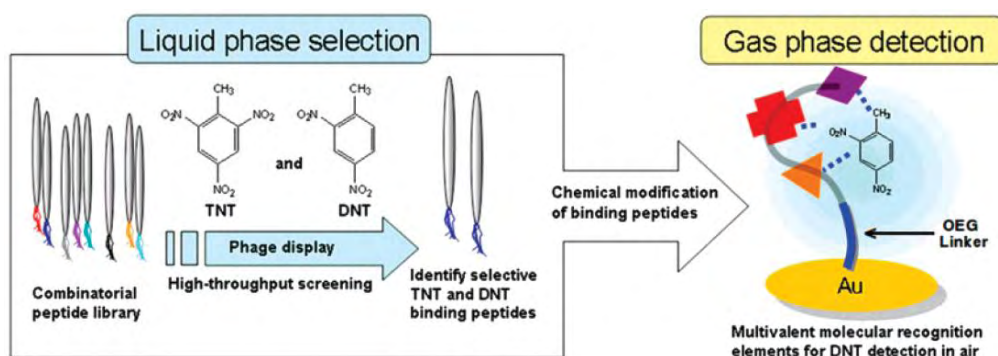 Liquid phase selection
Gas phase detection
CH₃
O₂N
NO₂
NO₂
TNT
and
CH₃
O₂N
NO₂
DNT
Phage display
High-throughput screening
Combinatorial
peptide library
Identify selective
TNT and DNT
binding peptides
Chemical modification
of binding peptides
CH₃
O₂N
NO₂
OEG
Linker
Au
Multivalent molecular recognition
elements for DNT detection in air